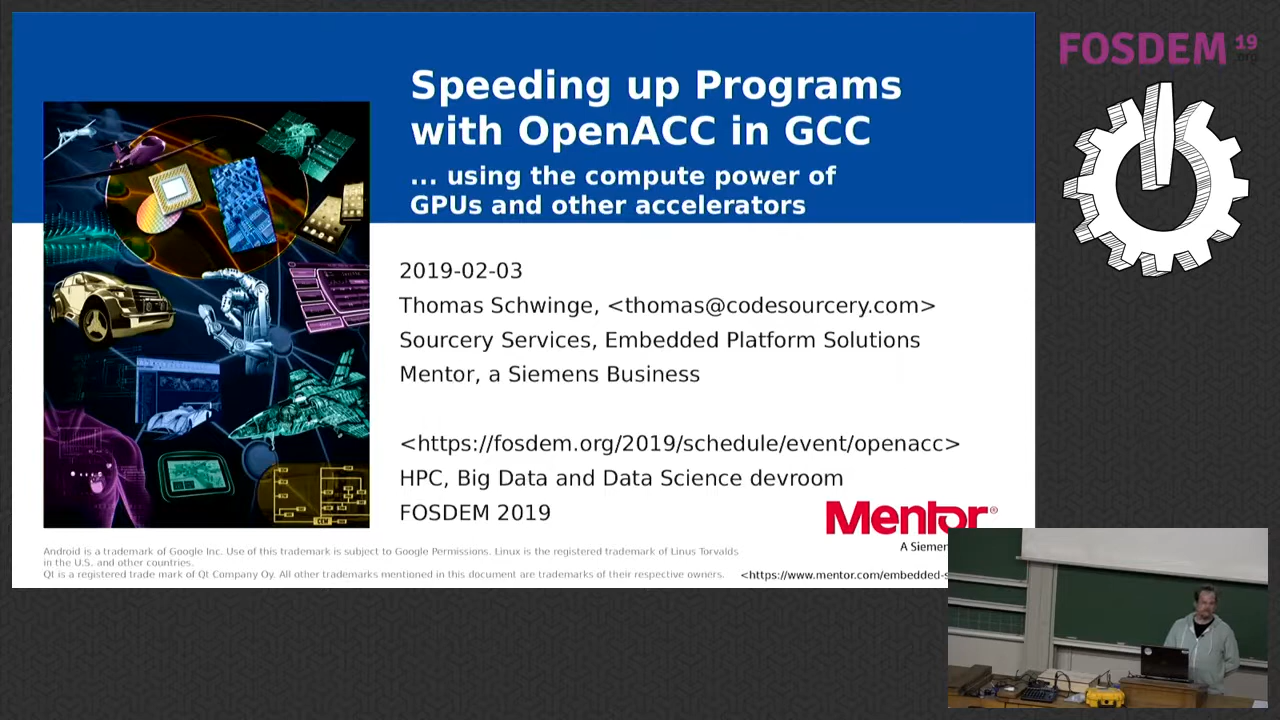 Speeding up Programs
with OpenACC in GCC
... using the compute power of
GPUs and other accelerators
2019-02-03
Thomas Schwinge, <thomas@codesourcery.com>
Sourcery Services, Embedded Platform Solutions
Mentor, a Siemens Business
<https://fosdem.org/2019/schedule/event/openacc>
HPC, Big Data and Data Science devroom
FOSDEM 2019
Mentor®
A Siemen
Android is a trademark of Google Inc. Use of this trademark is subject to Google Permissions. Linux is the registered trademark of Linus Torvalds
in the U.S. and other countries.
Qt is a registered trade mark of Qt Company Oy. All other trademarks mentioned in this document are trademarks of their respective owners.
<https://www.mentor.com/embedded-s
FOSDEM 19
.org